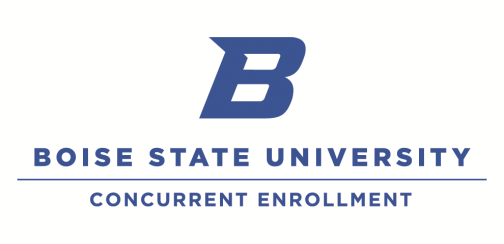 B
BOISE STATE UNIVERSITY
CONCURRENT ENROLLMENT